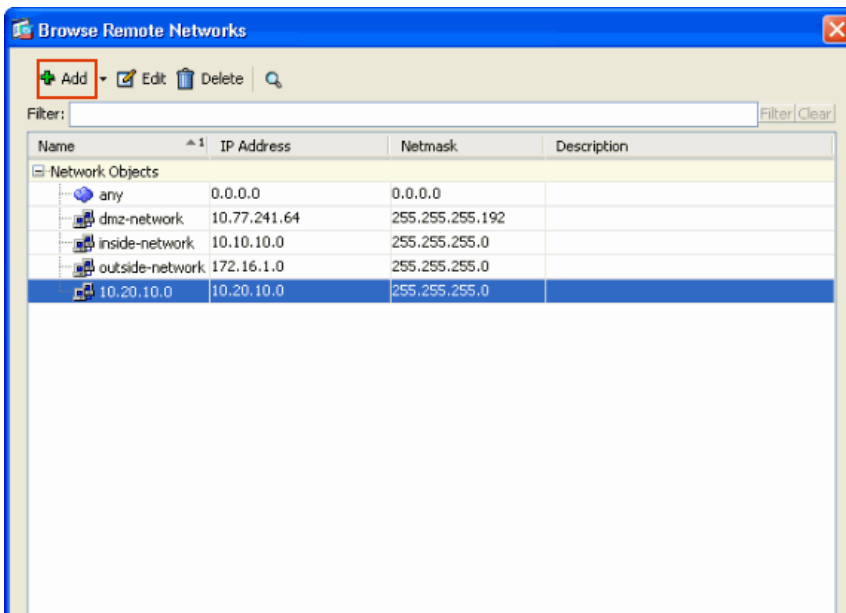 Browse Remote Networks
Add Edit Delete
Filter: Filter Clear
Name 1 IP Address Netmask Description
Network Objects
any 0.0.0.0 0.0.0.0
dmz-network 10.77.241.64 255.255.255.192
inside-network 10.10.10.0 255.255.255.0
outside-network 172.16.1.0 255.255.255.0
10.20.10.0 10.20.10.0 255.255.255.0